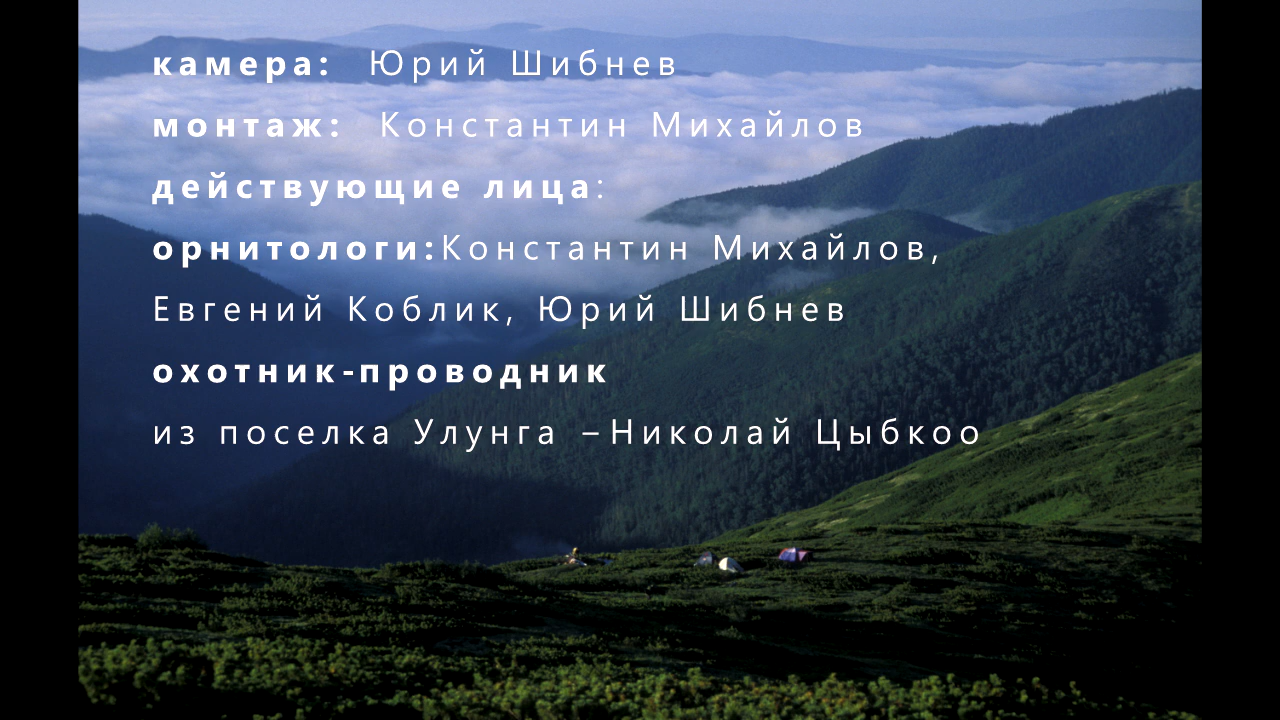 камера: Юрий Шибнев
монтаж: Константин Михайлов
действующие лица:
орнитологи:Константин Михайлов,
Евгений Коблик, Юрий Шибнев
охотник-проводник
из поселка Улунга –Николай Цыбкоо